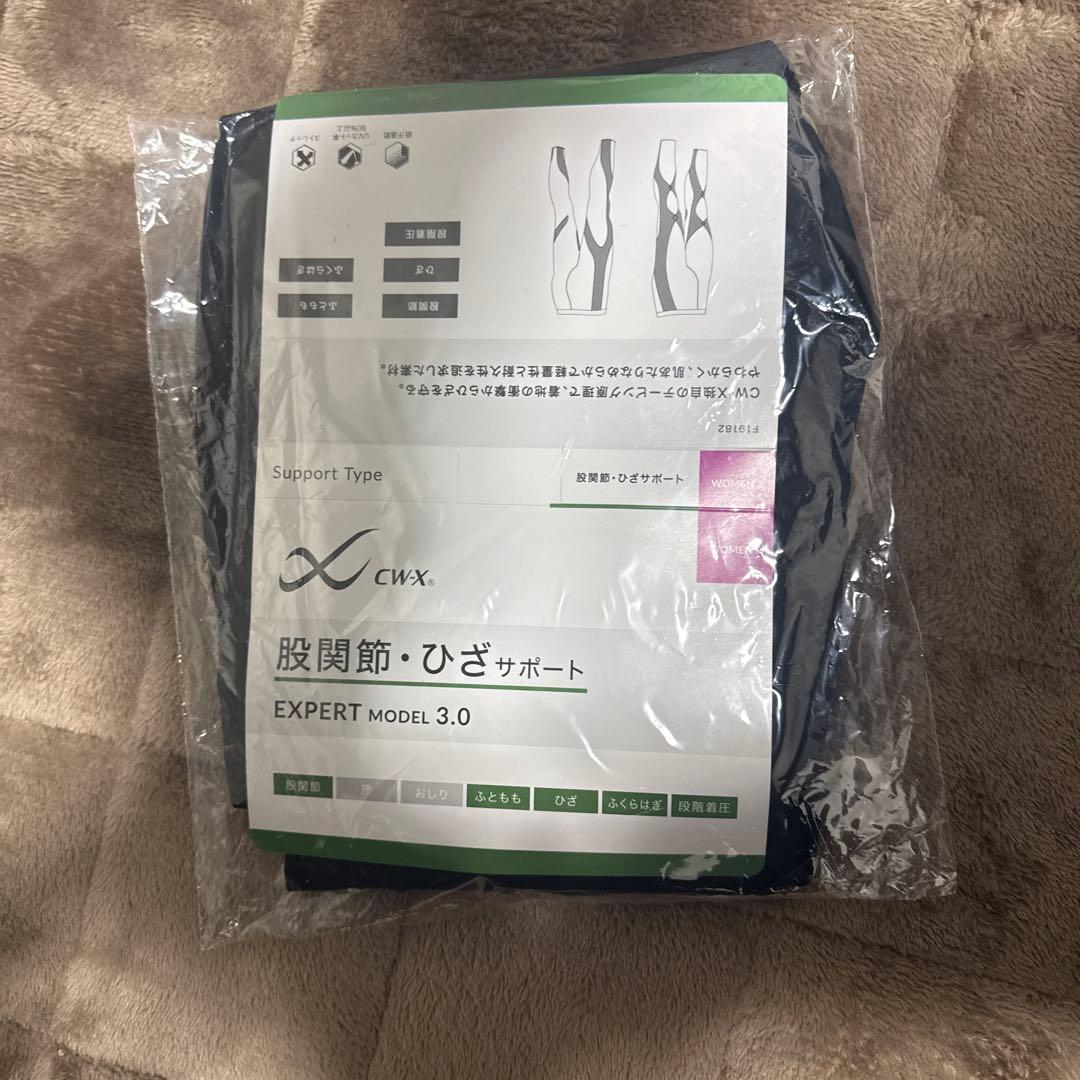 ストレッチ
UVカット率
90%以上
吸汗速乾
股関節
ふともも
ひざ
ふくらはぎ
段階着圧
CW-X独自のテーピング原理で、着地の衝撃からひざを守る。
やわらかく、肌あたりなめらかで軽量性と耐久性を追求した素材。
F19182
Support Type
股関節・ひざサポート
WOMEN
WOMEN
CW-X®
股関節・ひざサポート
EXPERT MODEL 3.0
股関節 腰 おしり ふともも ひざ ふくらはぎ 段階着圧